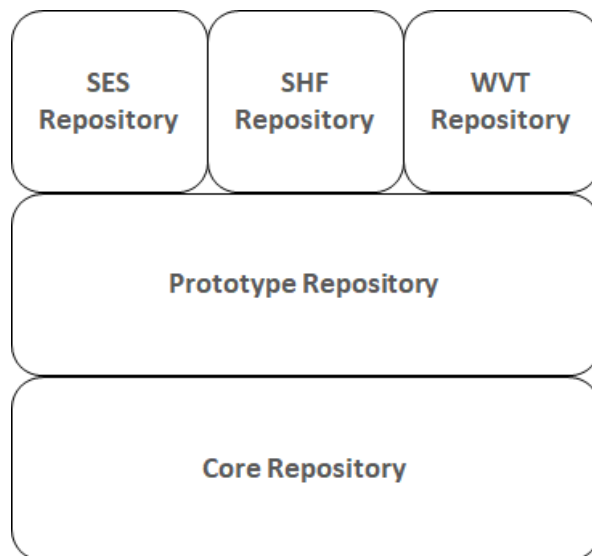 SES
Repository
SHF
Repository
WVT
Repository
Prototype Repository
Core Repository